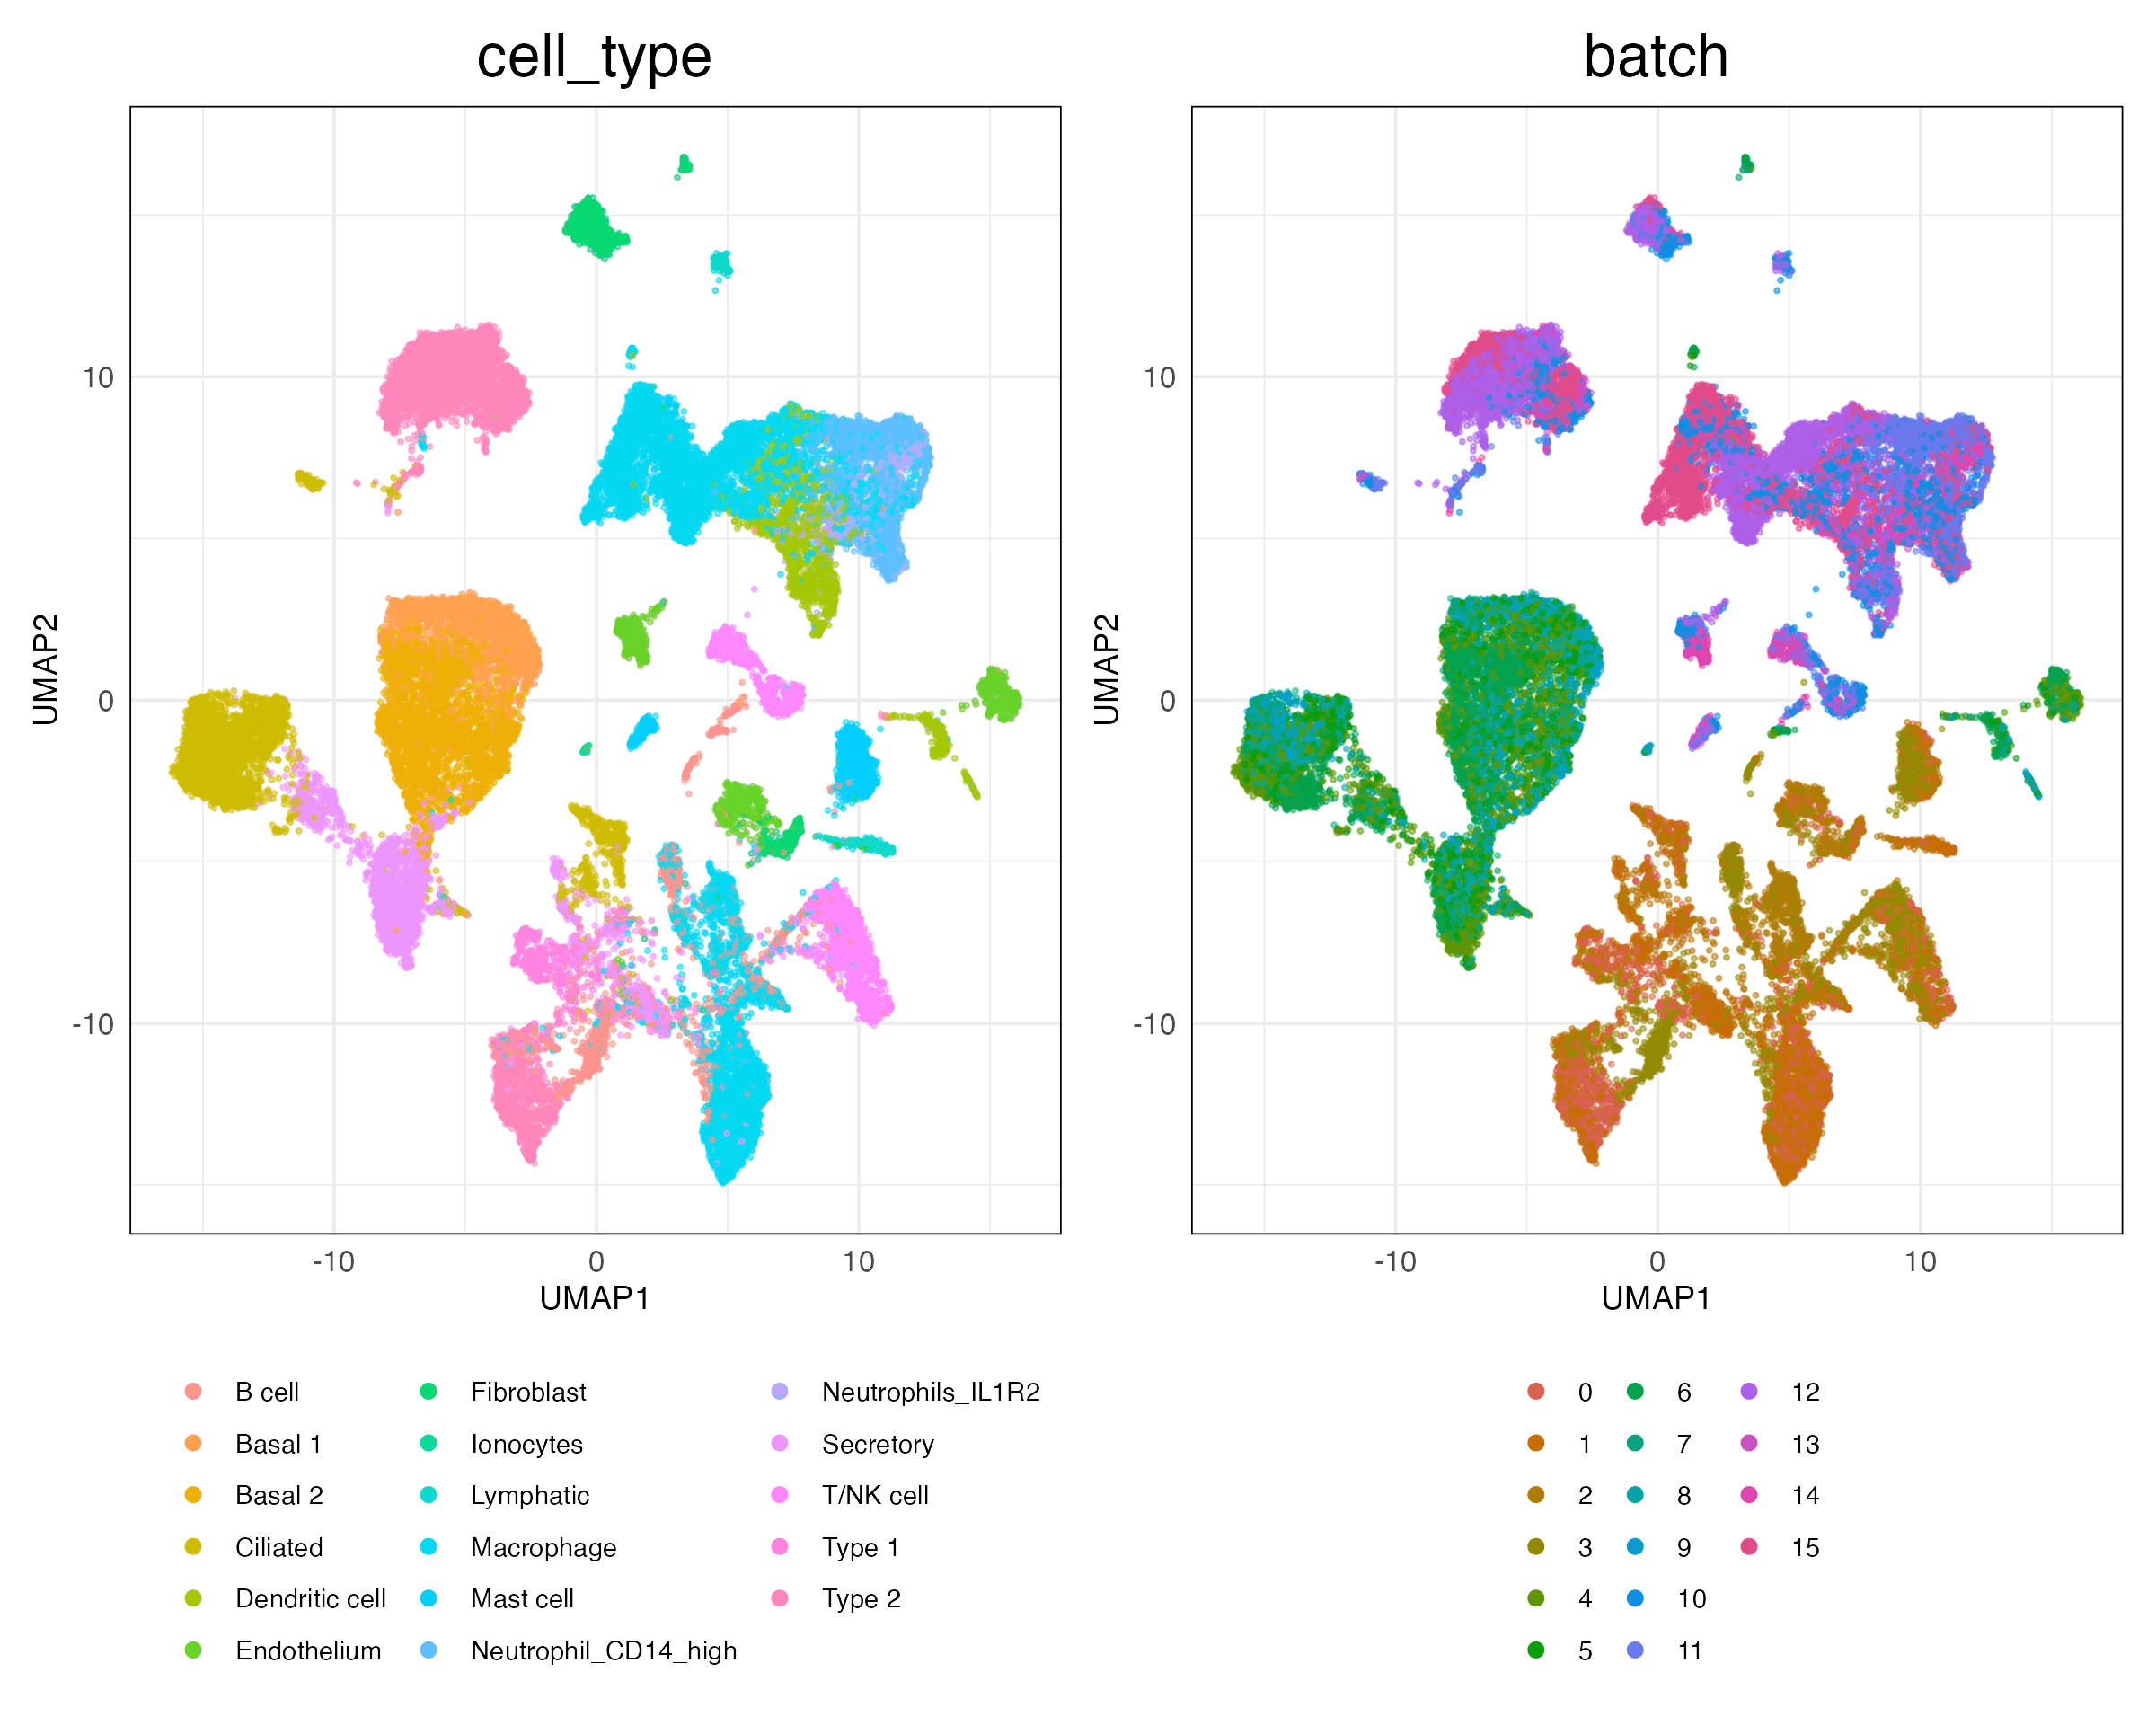 cell_type
batch
10
0
-10
UMAP2
-10
0
10
UMAP1
10
0
-10
UMAP2
-10
0
10
UMAP1
B cell
Basal 1
Basal 2
Ciliated
Dendritic cell
Endothelium
Fibroblast
Ionocytes
Lymphatic
Macrophage
Mast cell
Neutrophil_CD14_high
Neutrophils_IL1R2
Secretory
T/NK cell
Type 1
Type 2
0
1
2
3
4
5
6
7
8
9
10
11
12
13
14
15